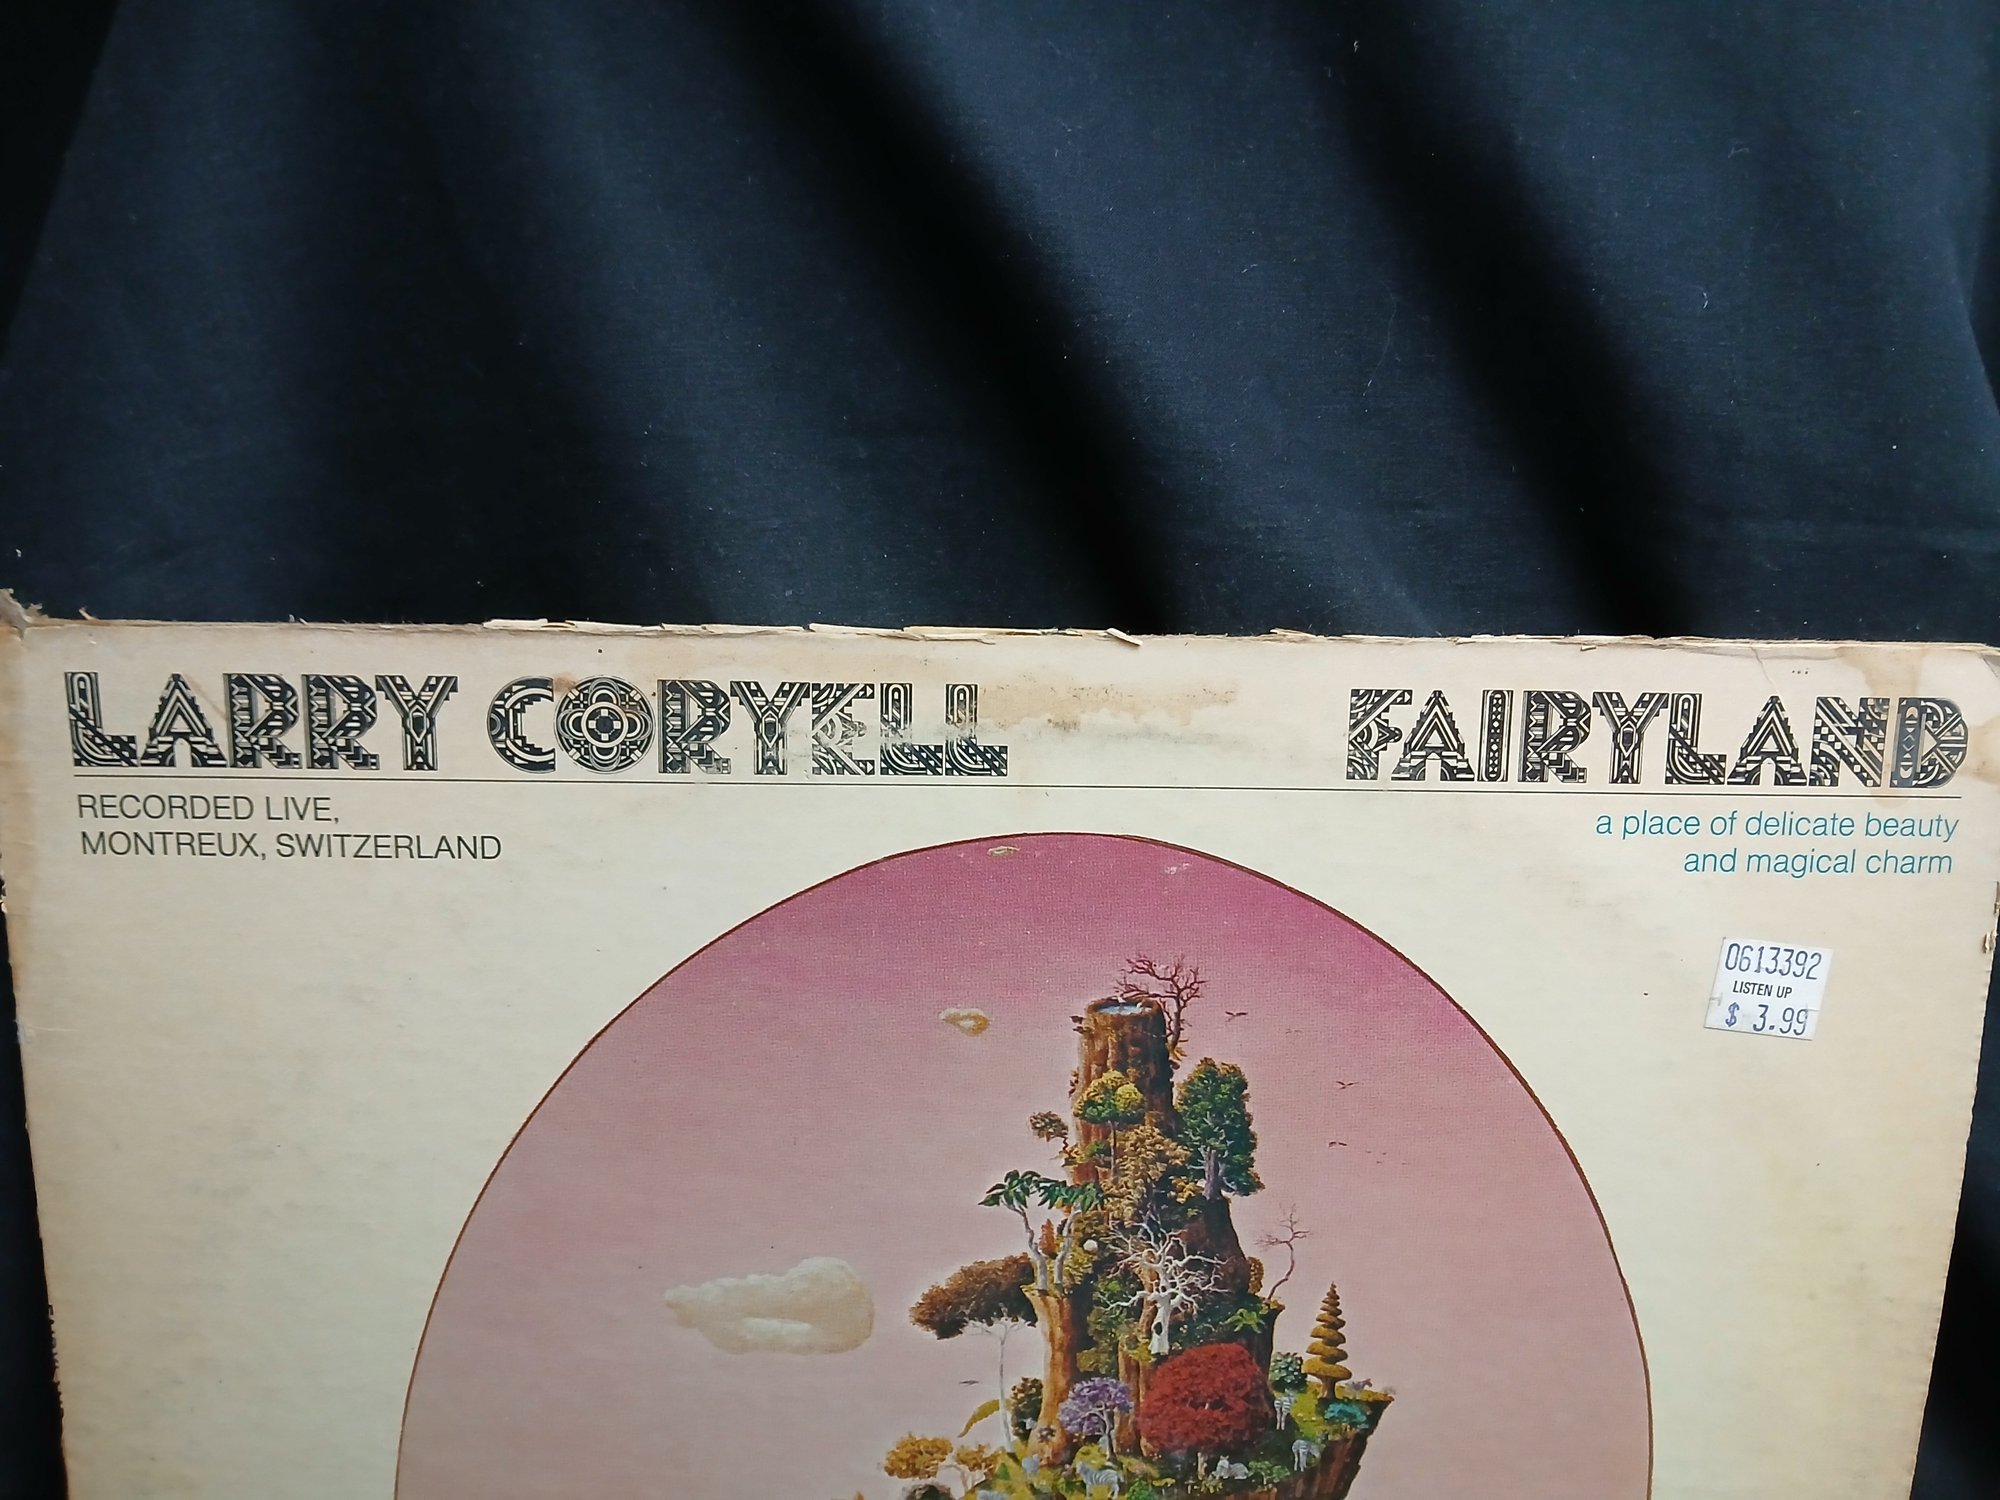 LARRY CORYELL
FAIRYLAND
RECORDED LIVE,
MONTREUX, SWITZERLAND
a place of delicate beauty
and magical charm
0613392
LISTEN UP
$ 3.99